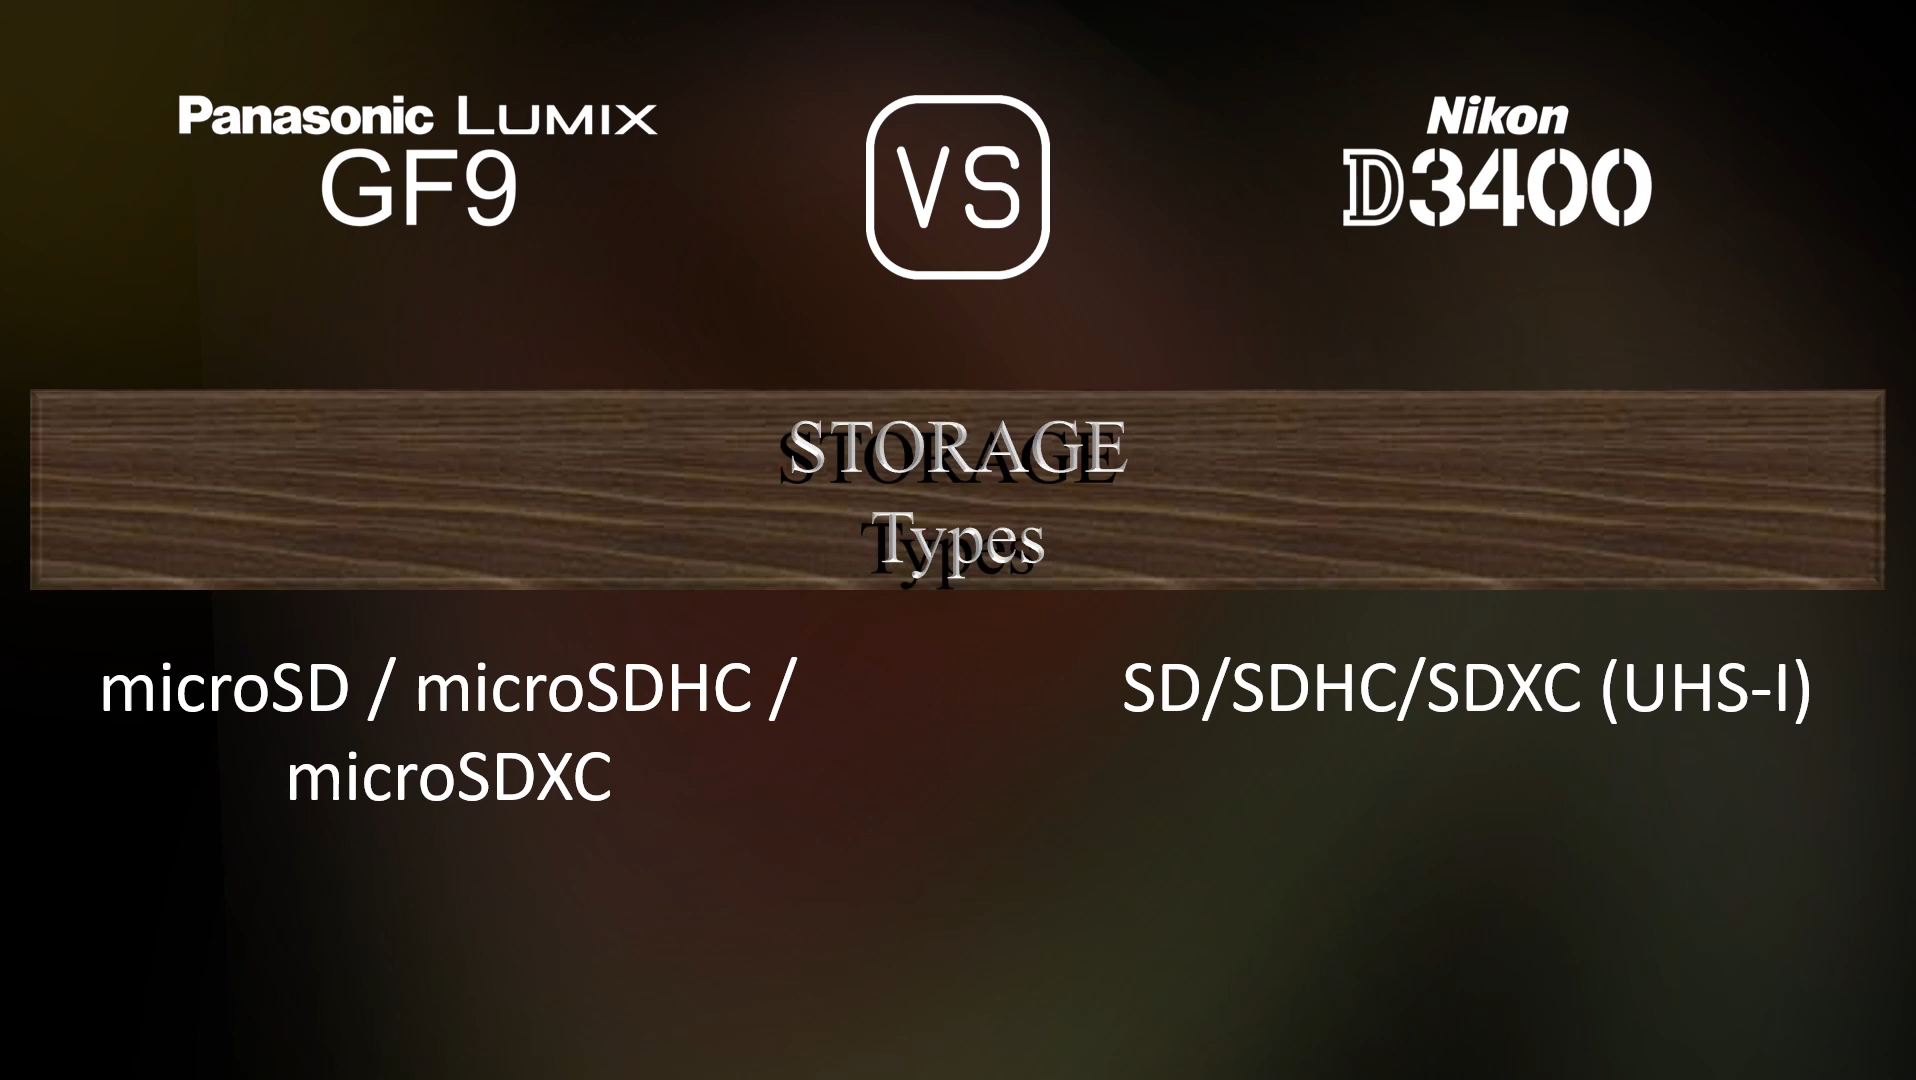 Panasonic LUMIX
GF9
VS
Nikon
D3400
STORAGE
Types
microSD / microSDHC /
microSDXC
SD/SDHC/SDXC (UHS-I)